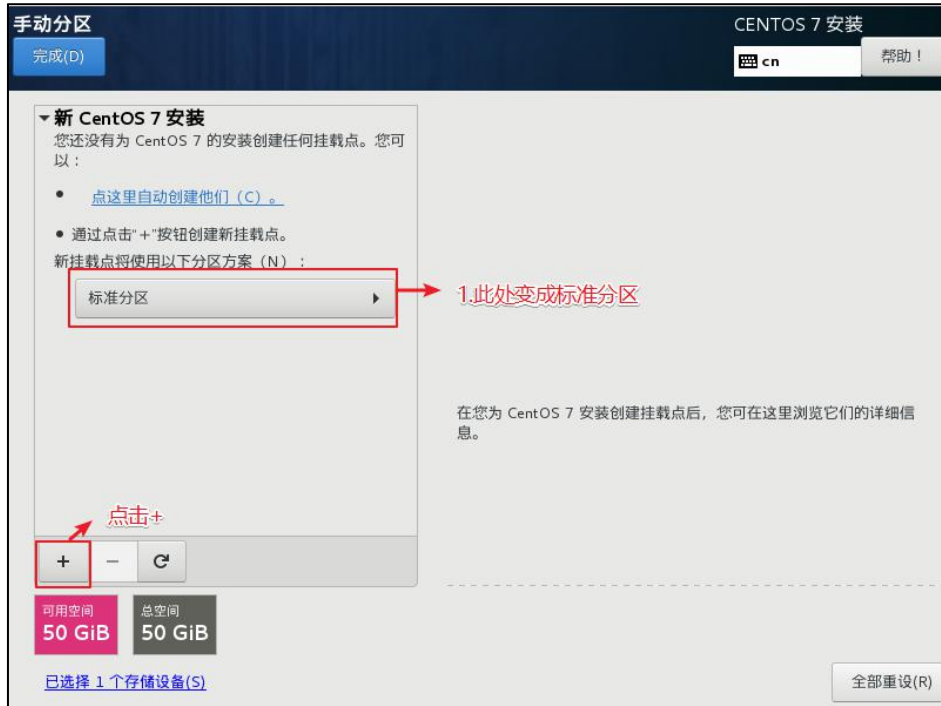 手动分区
CENTOS 7 安装
完成(D)
cn
帮助！
新 CentOS 7 安装
您还没有为 CentOS 7 的安装创建任何挂载点。您可
以：
点这里自动创建他们（C）。
通过点击“+”按钮创建新挂载点。
新挂载点将使用以下分区方案（N）：
标准分区
1.此处变成标准分区
在您为 CentOS 7 安装创建挂载点后，您可在这里浏览它们的详细信
息。
点击+
+
−
可用空间
50 GiB
总空间
50 GiB
已选择 1 个存储设备(S)
全部重设(R)